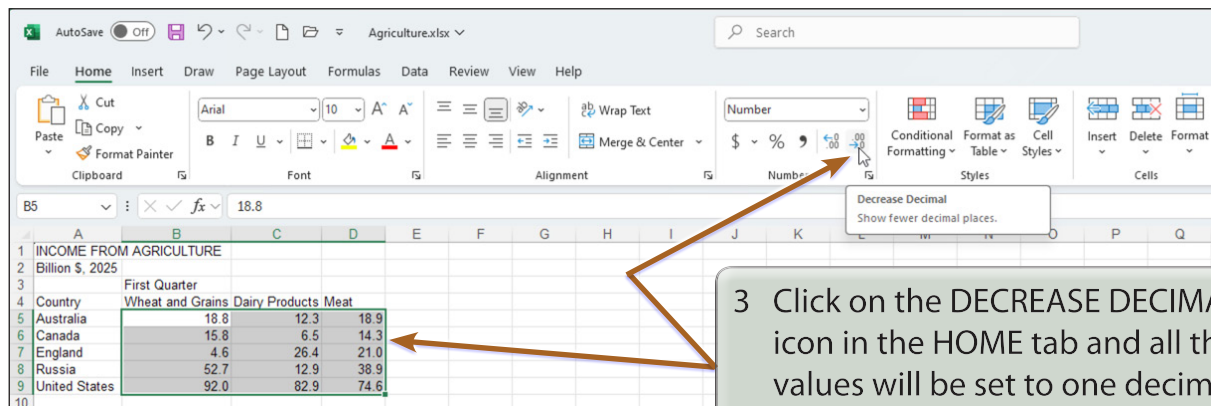 AutoSave Off Agriculture.xlsx Search
File Home Insert Draw Page Layout Formulas Data Review View Help
Cut Arial 10 A A Wrap Text Number
Paste Copy B I U A Merge & Center $ % Conditional Format as Cell Insert Delete Format
Format Painter Formatting Table Styles
Clipboard Font Alignment Styles Cells
Decrease Decimal
Show fewer decimal places.
B5 fx 18.8
A B C D E F G H I J K O P Q
1 INCOME FROM AGRICULTURE
2 Billion $, 2025
3 First Quarter
4 Country Wheat and Grains Dairy Products Meat
5 Australia 18.8 12.3 18.9
6 Canada 15.8 6.5 14.3
7 England 4.6 26.4 21.0
8 Russia 52.7 12.9 38.9
9 United States 92.0 82.9 74.6
10
3 Click on the DECREASE
icon in the HOME tab and all
values will be set to one